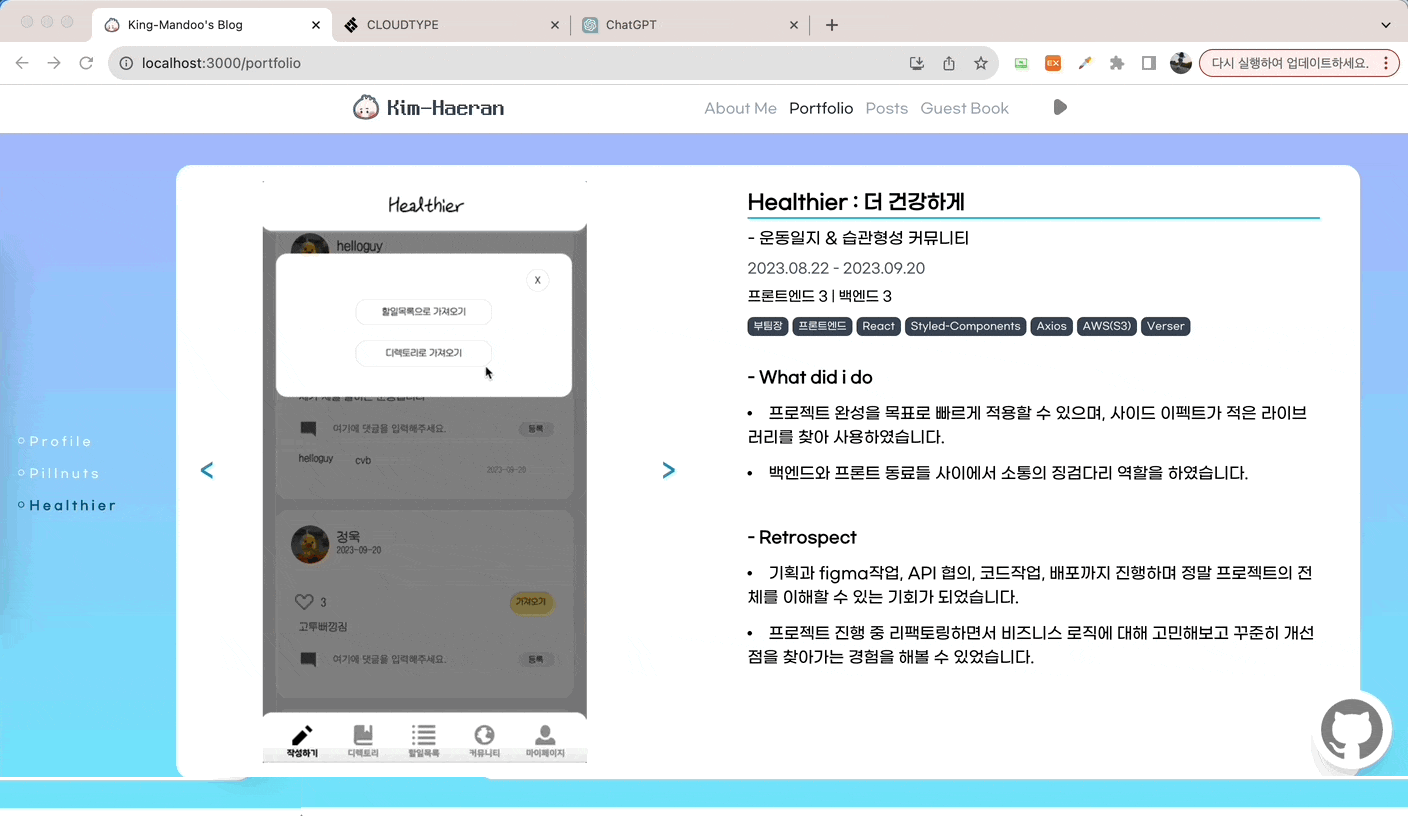 King-Mandoo's Blog
CLOUDTYPE
ChatGPT
localhost:3000/portfolio
EX
다시 실행하여 업데이트하세요.
Kim-Haeran
About Me Portfolio Posts Guest Book
Profile
Pillnuts
Healthier
<
>
Healthier
helloguy
X
할일목록으로 가져오기
디렉토리로 가져오기
여기에 댓글을 입력해주세요. 등록
helloguy cvb
2023-09-20
정욱
2023-09-20
3 가져오기
고투빠낑짐
여기에 댓글을 입력해주세요. 등록
작성하기 디렉토리 할일목록 커뮤니티 마이페이지
Healthier : 더 건강하게
- 운동일지 & 습관형성 커뮤니티
2023.08.22 - 2023.09.20
프론트엔드 3 | 백엔드 3
부팀장 프론트엔드 React Styled-Components Axios AWS(S3) Verser
- What did i do
• 프로젝트 완성을 목표로 빠르게 적용할 수 있으며, 사이드 이펙트가 적은 라이브
러리를 찾아 사용하였습니다.
• 백엔드와 프론트 동료들 사이에서 소통의 징검다리 역할을 하였습니다.
- Retrospect
• 기획과 figma작업, API 협의, 코드작업, 배포까지 진행하며 정말 프로젝트의 전
체를 이해할 수 있는 기회가 되었습니다.
• 프로젝트 진행 중 리팩토링하면서 비즈니스 로직에 대해 고민해보고 꾸준히 개선
점을 찾아가는 경험을 해볼 수 있었습니다.